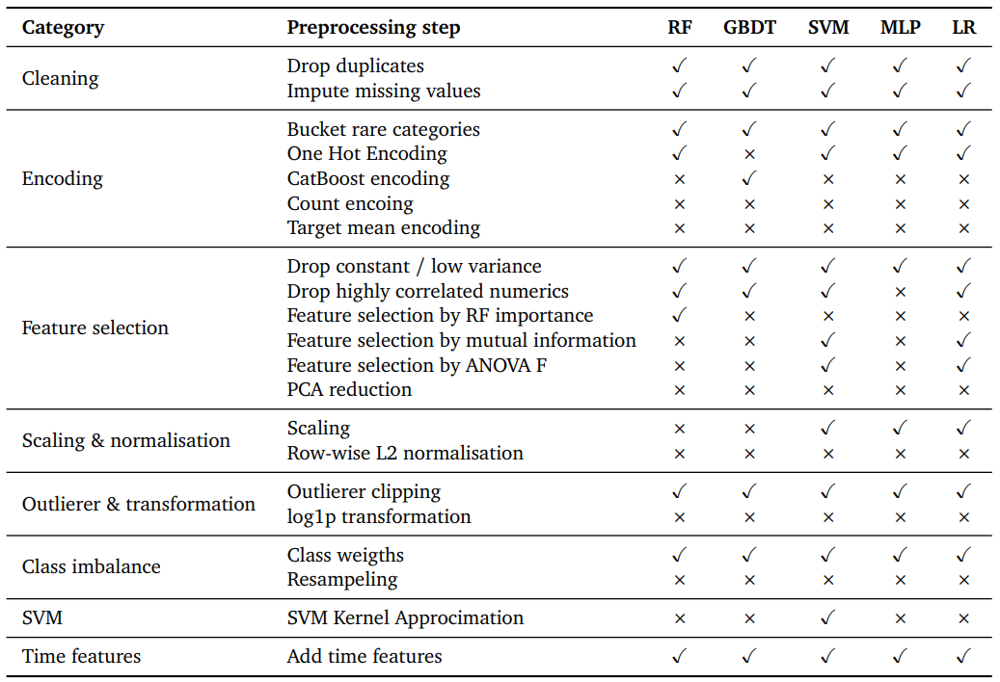 Category Preprocessing step RF GBDT SVM MLP LR
Cleaning
Drop duplicates ✓ ✓ ✓ ✓ ✓
Impute missing values ✓ ✓ ✓ ✓ ✓
Encoding
Bucket rare categories ✓ ✓ ✓ ✓ ✓
One Hot Encoding ✓ × ✓ ✓ ✓
CatBoost encoding × ✓ × × ×
Count encoing × × × × ×
Target mean encoding × × × × ×
Feature selection
Drop constant / low variance ✓ ✓ ✓ ✓ ✓
Drop highly correlated numerics ✓ ✓ ✓ × ✓
Feature selection by RF importance ✓ × × × ×
Feature selection by mutual information × × ✓ × ✓
Feature selection by ANOVA F × × ✓ × ✓
PCA reduction × × × × ×
Scaling & normalisation
Scaling × × ✓ ✓ ✓
Row-wise L2 normalisation × × × × ×
Outlierer & transformation
Outlierer clipping ✓ ✓ ✓ ✓ ✓
log1p transformation × × × × ×
Class imbalance
Class weigths ✓ ✓ ✓ ✓ ✓
Resampeling × × × × ×
SVM SVM Kernel Approcimation × × ✓ × ×
Time features Add time features ✓ ✓ ✓ ✓ ✓